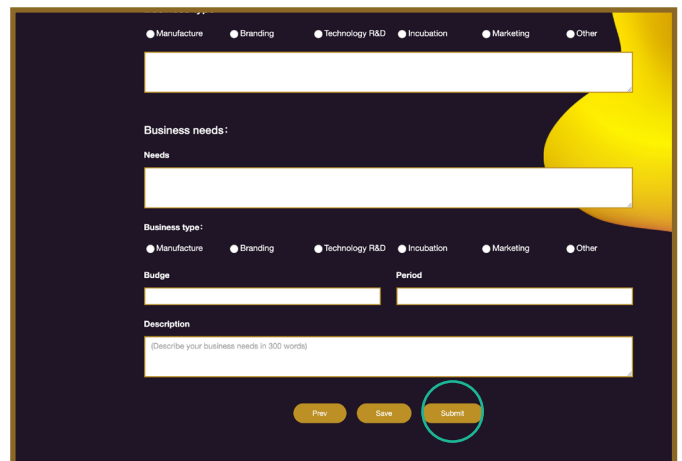 Manufacture Branding Technology R&D Incubation Marketing Other
Business needs:
Needs
Business type:
Manufacture Branding Technology R&D Incubation Marketing Other
Budge Period
Description
(Describe your business needs in 300 words)
Prev Save Submit